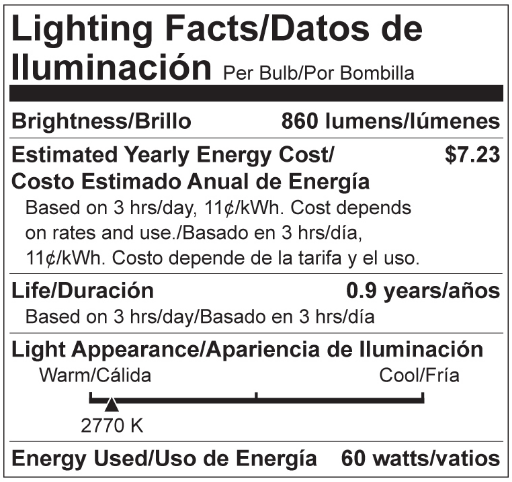 Lighting Facts/Datos de
Iluminación Per Bulb/Por Bombilla
Brightness/Brillo 860 lumens/lúmenes
Estimated Yearly Energy Cost/ $7.23
Costo Estimado Anual de Energía
Based on 3 hrs/day, 11¢/kWh. Cost depends
on rates and use./Basado en 3 hrs/día,
11¢/kWh. Costo depende de la tarifa y el uso.
Life/Duración 0.9 years/años
Based on 3 hrs/day/Basado en 3 hrs/día
Light Appearance/Apariencia de Iluminación
Warm/Cálida Cool/Fría
2770 K
Energy Used/Uso de Energía 60 watts/vatios